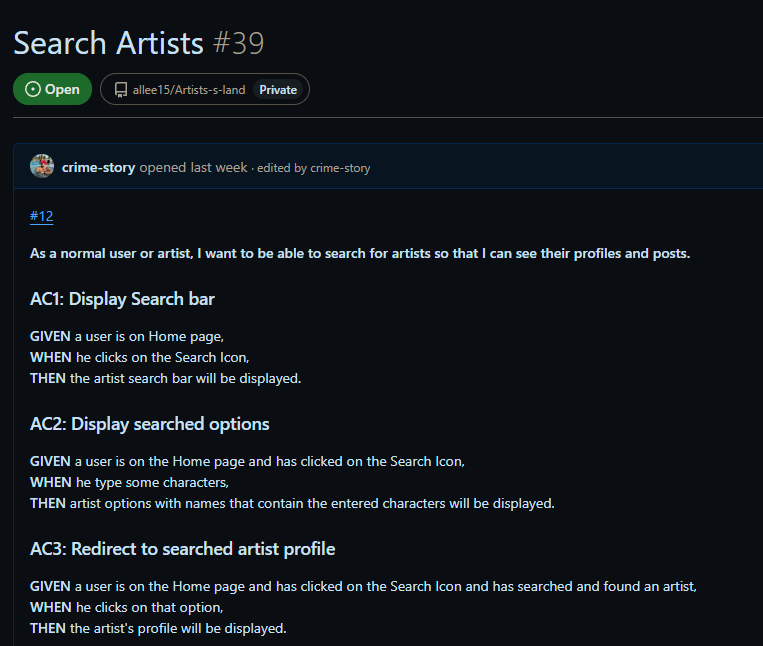 Search Artists #39
Open allee15/Artists-s-land Private
crime-story opened last week · edited by crime-story
#12
As a normal user or artist, I want to be able to search for artists so that I can see their profiles and posts.
AC1: Display Search bar
GIVEN a user is on Home page,
WHEN he clicks on the Search Icon,
THEN the artist search bar will be displayed.
AC2: Display searched options
GIVEN a user is on the Home page and has clicked on the Search Icon,
WHEN he type some characters,
THEN artist options with names that contain the entered characters will be displayed.
AC3: Redirect to searched artist profile
GIVEN a user is on the Home page and has clicked on the Search Icon and has searched and found an artist,
WHEN he clicks on that option,
THEN the artist's profile will be displayed.